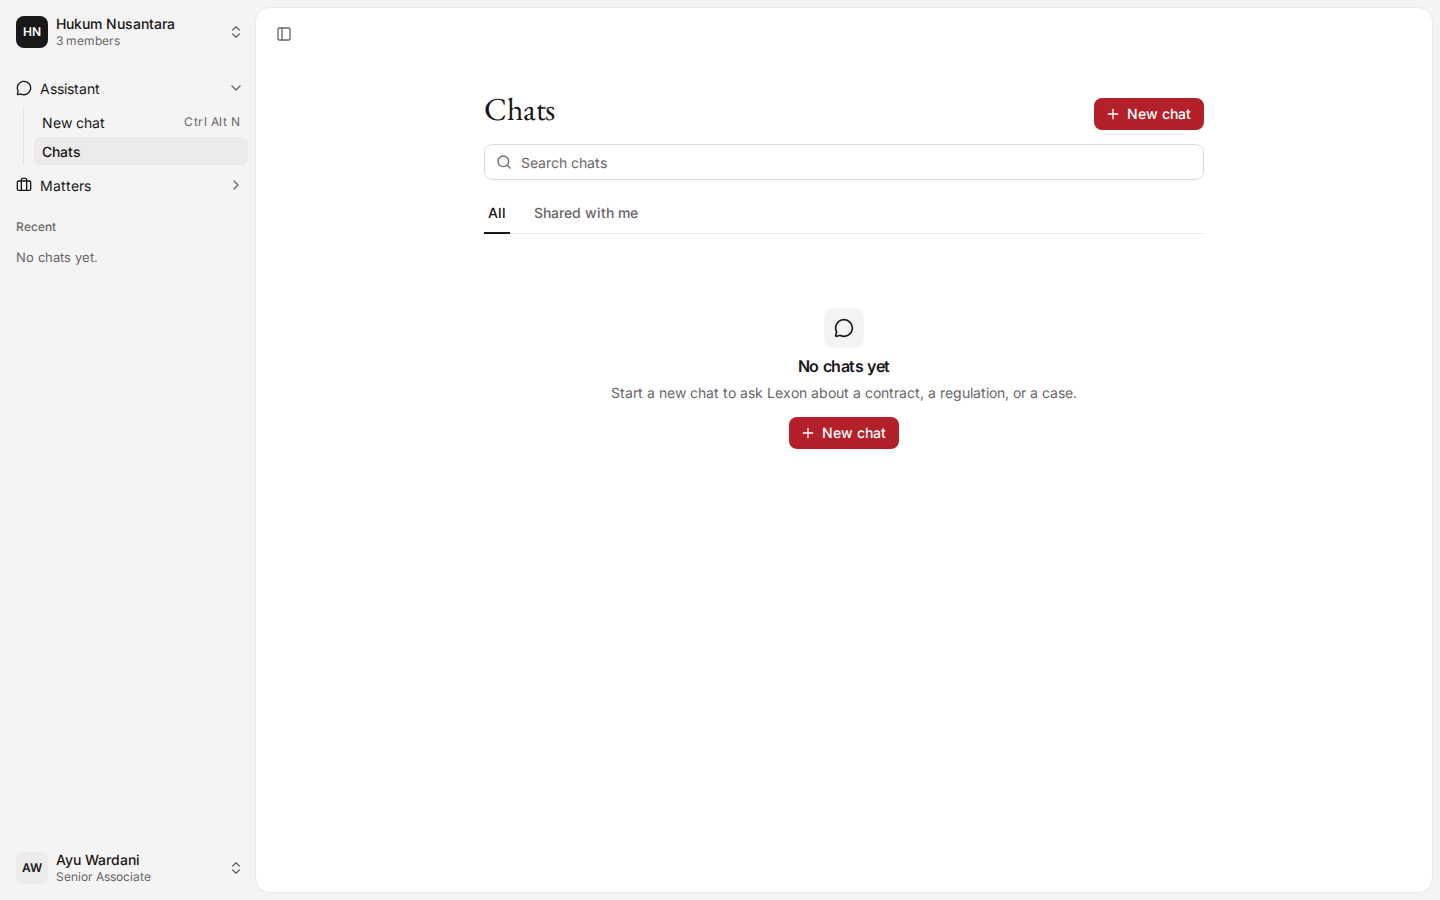 HN
Hukum Nusantara
3 members
Assistant
New chat Ctrl Alt N
Chats
Matters
Recent
No chats yet.
AW
Ayu Wardani
Senior Associate
Chats
New chat
Search chats
All Shared with me
No chats yet
Start a new chat to ask Lexon about a contract, a regulation, or a case.
New chat